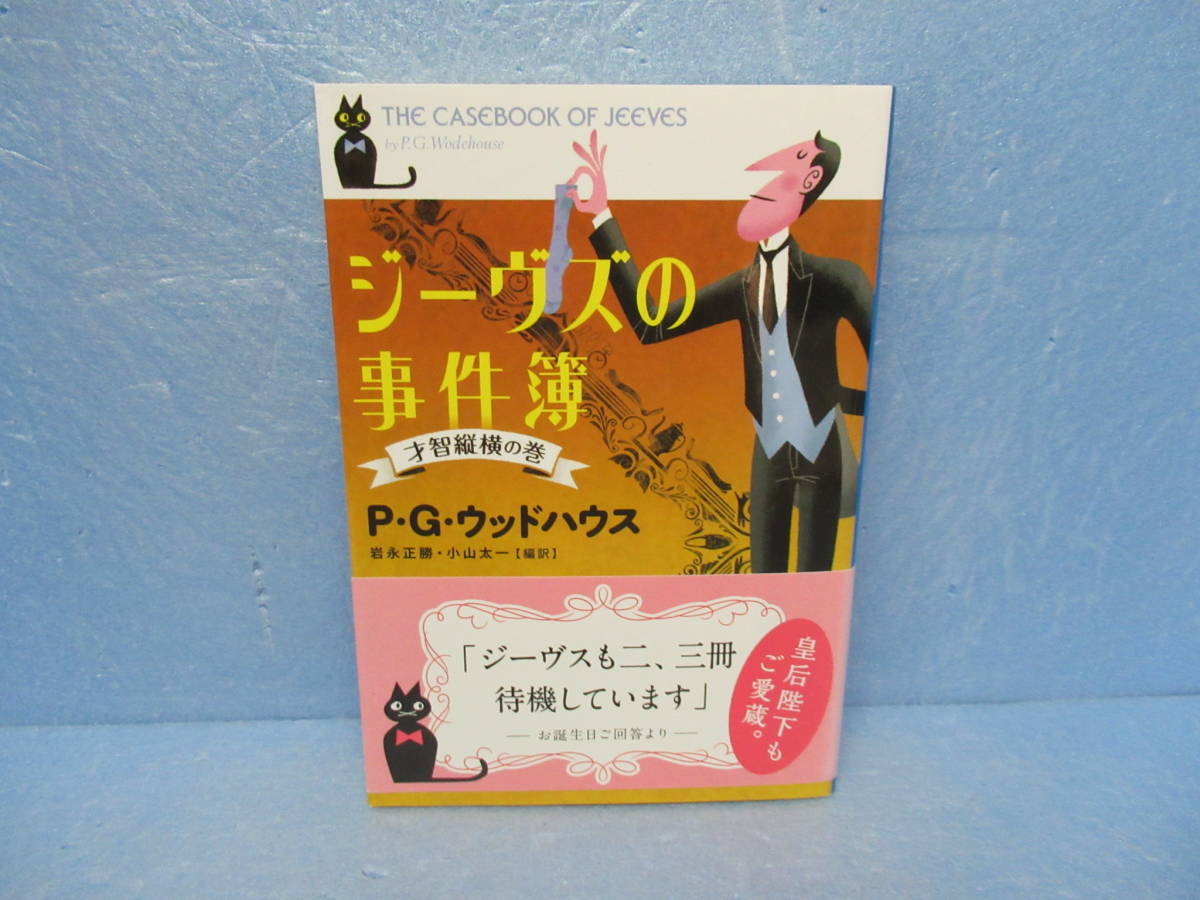 THE CASEBOOK OF JEEVES
by P. G. Wodehouse
ジーヴズの
事件簿
才智縦横の巻
P・G・ウッドハウス
岩永正勝・小山太一【編訳】
「ジーヴスも二、三冊
待機しています」
― お誕生日ご回答より ―
皇后陛下も
ご愛蔵。